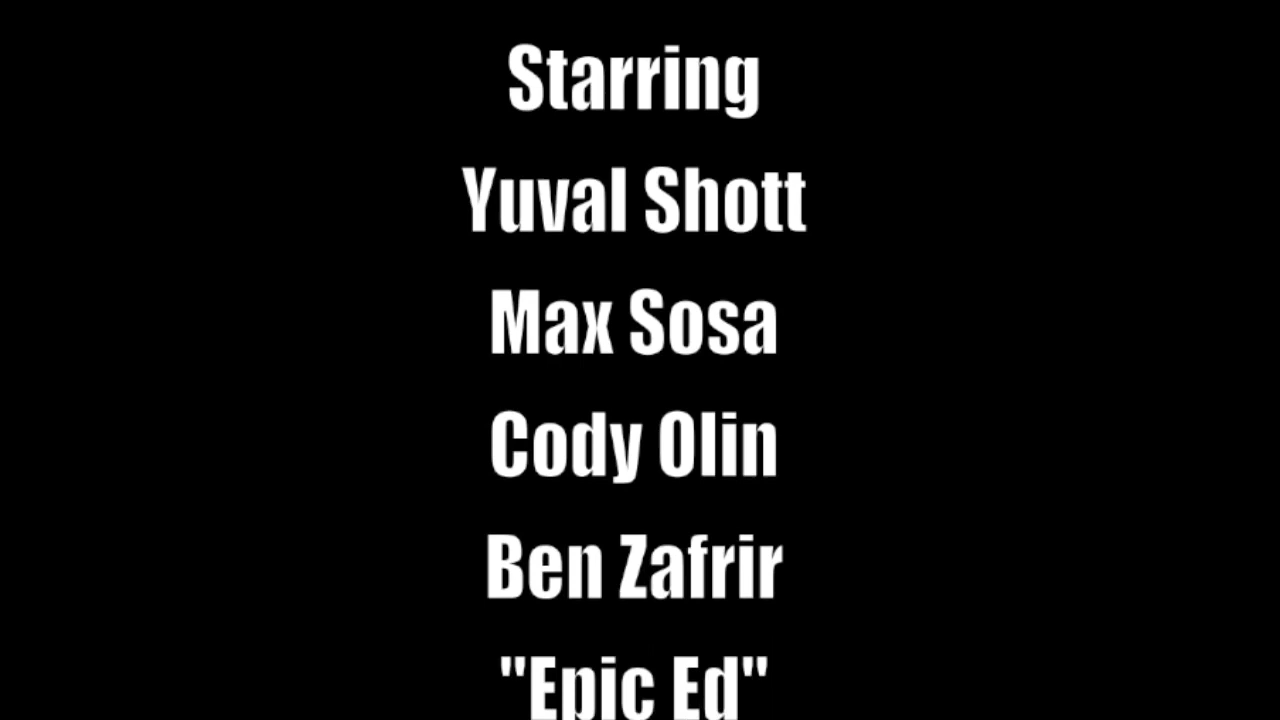 Starring
Yuval Shott
Max Sosa
Cody Olin
Ben Zafrir
"Epic Ed"